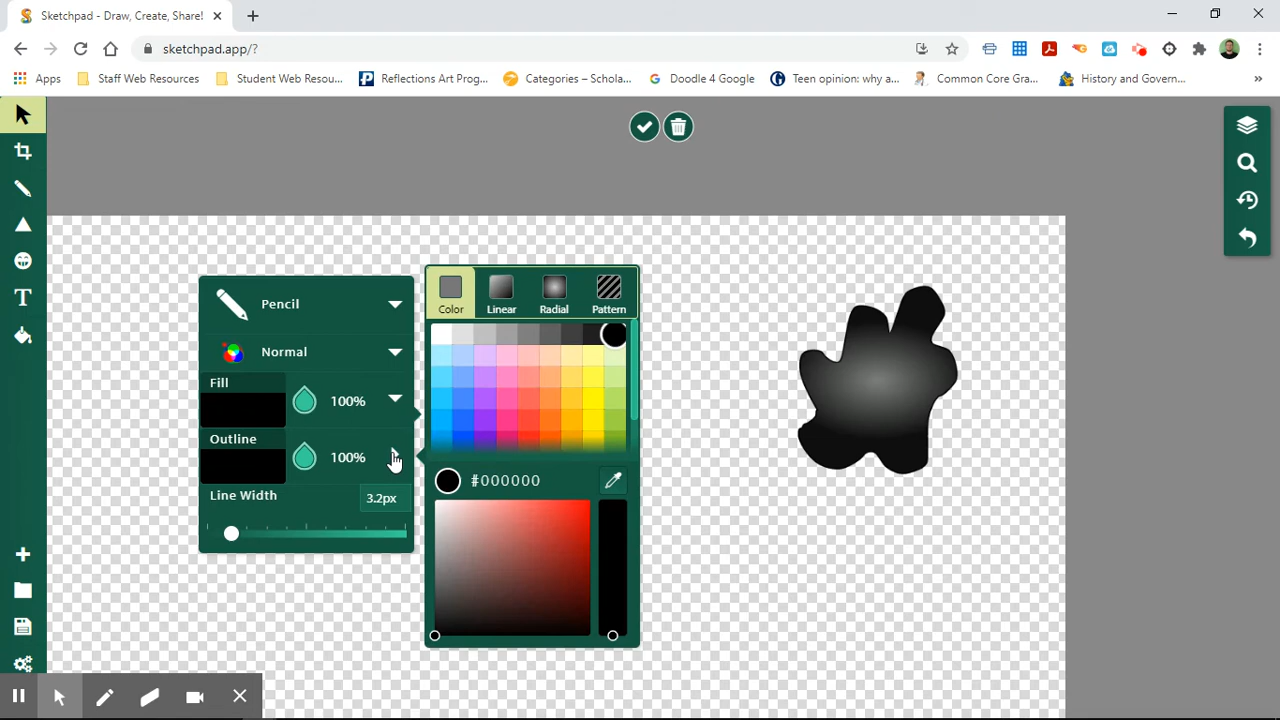 Sketchpad - Draw, Create, Share!
sketchpad.app/?
Apps
Staff Web Resources
Student Web Resou...
Reflections Art Prog...
Categories – Schola...
Doodle 4 Google
Teen opinion: why a...
Common Core Gra...
History and Govern...
»
Pencil
Normal
Fill
100%
Outline
100%
Line Width
3.2px
Color
Linear
Radial
Pattern
#000000
T